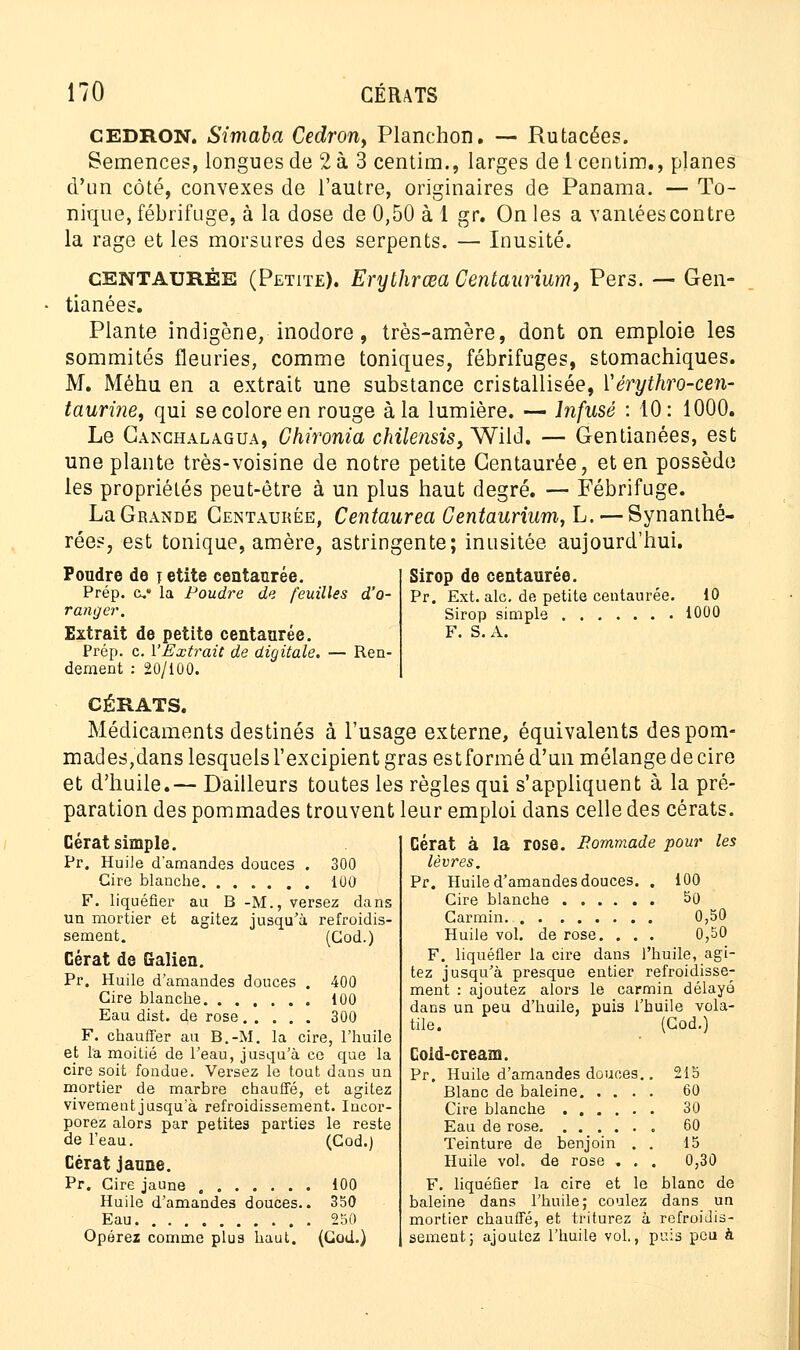 170 CÉRATS
CEDRON. Simaba Cedron, Planchon. — Rutacées.
Semences, longues de 2 à 3 centim., larges de 1 centim., planes
d'un côté, convexes de l'autre, originaires de Panama. — To-
nique, fébrifuge, à la dose de 0,50 à 1 gr. On les a vantées contre
la rage et les morsures des serpents. — Inusité.
CENTAURÉE (Petite). Erythræa Centaurium, Pers. — Gen-
tianées.
Plante indigène, inodore, très-amère, dont on emploie les
sommités fleuries, comme toniques, fébrifuges, stomachiques.
M. Méhu en a extrait une substance cristallisée, l'érythro-cen-
taurine, qui se colore en rouge à la lumière. — Infusé : 10 : 1000.
Le Canchalagua, Chironia chilensis, Wild. — Gentianées, est
une plante très-voisine de notre petite Centaurée, et en possède
les propriétés peut-être à un plus haut degré. — Fébrifuge.
La Grande Centaurée, Centaurea Centaurium, L. — Synanthé-
rées, est tonique, amère, astringente; inusitée aujourd'hui.
Poudre de petite centaurée.
Prép. c.e la Poudre de feuilles d'o-
ranger.
Extrait de petite centaurée.
Prép. c. l'Extrait de digitale. — Ren-
dement : 20/100.
Sirop de centaurée.
Pr. Ext. alc. de petite centaurée. 10
Sirop simple . . . . . . . 1000
F. S. A.
CÉRATS.
Médicaments destinés à l'usage externe, équivalents des pom-
mades, dans lesquels l'excipient gras est formé d'un mélange de cire
et d'huile. — Dailleurs toutes les règles qui s'appliquent à la pré-
paration des pommades trouvent leur emploi dans celle des cérats.
Cérat simple.
Pr. Huile d'amandes douces . 300
Cire blanche. . . . . . . 100
F. liquéfier au B-M., versez dans
un mortier et agitez jusqu'à refroidis-
sement. (Cod.)
Cérat de Galien.
Pr. Huile d'amandes douces . 400
Cire blanche. . . . . . . 100
Eau dist. de rose . . . . . 300
F. chauffer au B.-M. la cire, l'huile
et la moitié de l'eau, jusqu'à ce que la
cire soit fondue. Versez le tout dans un
mortier de marbre chauffé, et agitez
vivement jusqu'à refroidissement. Incor-
porez alors par petites parties le reste
de l'eau. (Cod.)
Cérat jaune.
Pr. Cire jaune . . . . . . . 100
Huile d'amandes douces.. 350
Eau. . . . . . . . . . . 250
Opérez comme plus haut. (Cod.)
Cérat à la rose. Pommade pour les
lèvres.
Pr. Huile d'amandes douces. . 100
Cire blanche . . . . . . 50
Carmin. . . . . . . . . 0,50
Huile vol. de rose. . . . 0,50
F. liquéfier la cire dans l'huile, agi-
tez jusqu'à presque entier refroidisse-
ment : ajoutez alors le carmin délayé
dans un peu d'huile, puis l'huile vola-
tile. (Cod.)
Cold-cream.
Pr. Huile d'amandes douces.. 215
Blanc de baleine. . . . . 60
Cire blanche . . . . . . 30
Eau de rose. . . . . . . 60
Teinture de benjoin . . 15
Huile vol. de rose . . . 0,30
F. liquéfier la cire et le blanc de
baleine dans l'huile; coulez dans un
mortier chauffé, et triturez à refroidis-
sement; ajoutez l'huile vol., puis peu à